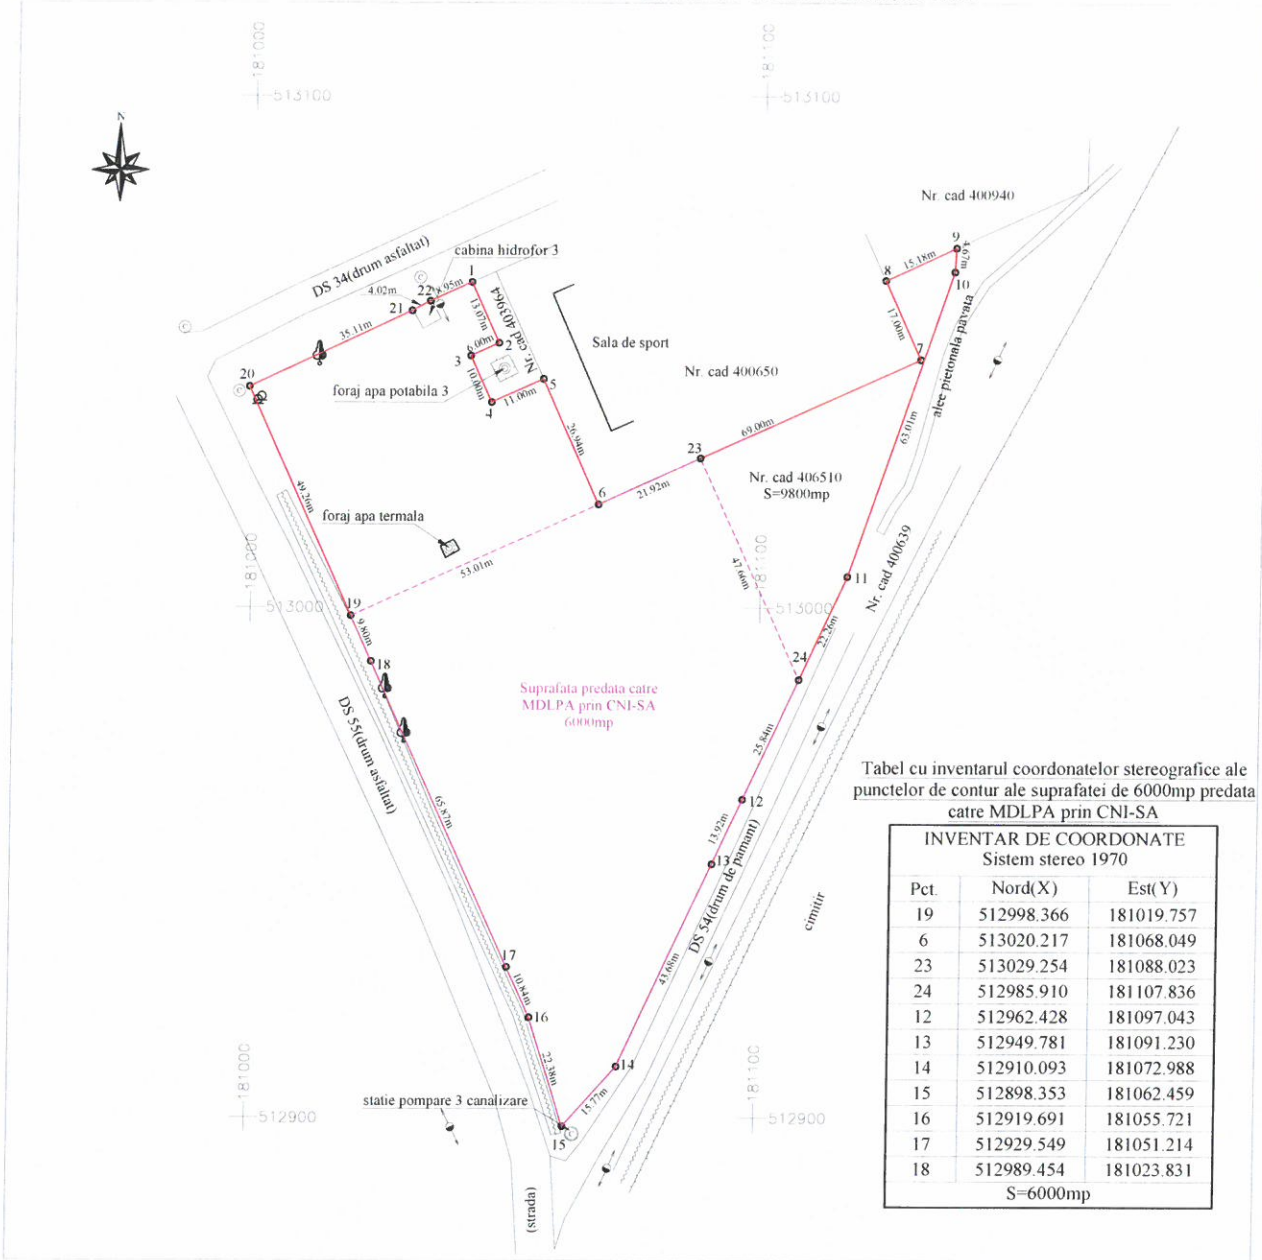 181000
181100
513100
513100
N
Nr. cad 400940
DS 34(drum asfaltat)
cabina hidrofor 3
9
4.67m
15.18m
8
10
4.02m
22
8.95m
1
21
13.07m
Nr. cad 403964
17.00m
35.11m
6.00m
2
3
Sala de sport
7
20
10.00m
5
Nr. cad 400650
foraj apa potabila 3
4
11.00m
alee pietonala pavata
69.00m
63.01m
26.94m
23
49.26m
6
21.92m
Nr. cad 406510
S=9800mp
foraj apa termala
181000
53.01m
47.66m
181100
11
Nr. cad 400639
19
513000
513000
9.80m
22.26m
18
24
Suprafata predata catre
MDLPA prin CNI-SA
6000mp
DS 55(drum asfaltat)
25.84m
65.87m
12
13.92m
13
DS 54(drum de pamant)
cimitir
43.68m
17
10.84m
16
22.38m
14
181000
181100
statie pompare 3 canalizare
15.77m
512900
512900
15
(strada)
Tabel cu inventarul coordonatelor stereografice ale
punctelor de contur ale suprafatei de 6000mp predata
catre MDLPA prin CNI-SA
INVENTAR DE COORDONATE
Sistem stereo 1970
Pct. Nord(X) Est(Y)
19 512998.366 181019.757
6 513020.217 181068.049
23 513029.254 181088.023
24 512985.910 181107.836
12 512962.428 181097.043
13 512949.781 181091.230
14 512910.093 181072.988
15 512898.353 181062.459
16 512919.691 181055.721
17 512929.549 181051.214
18 512989.454 181023.831
S=6000mp